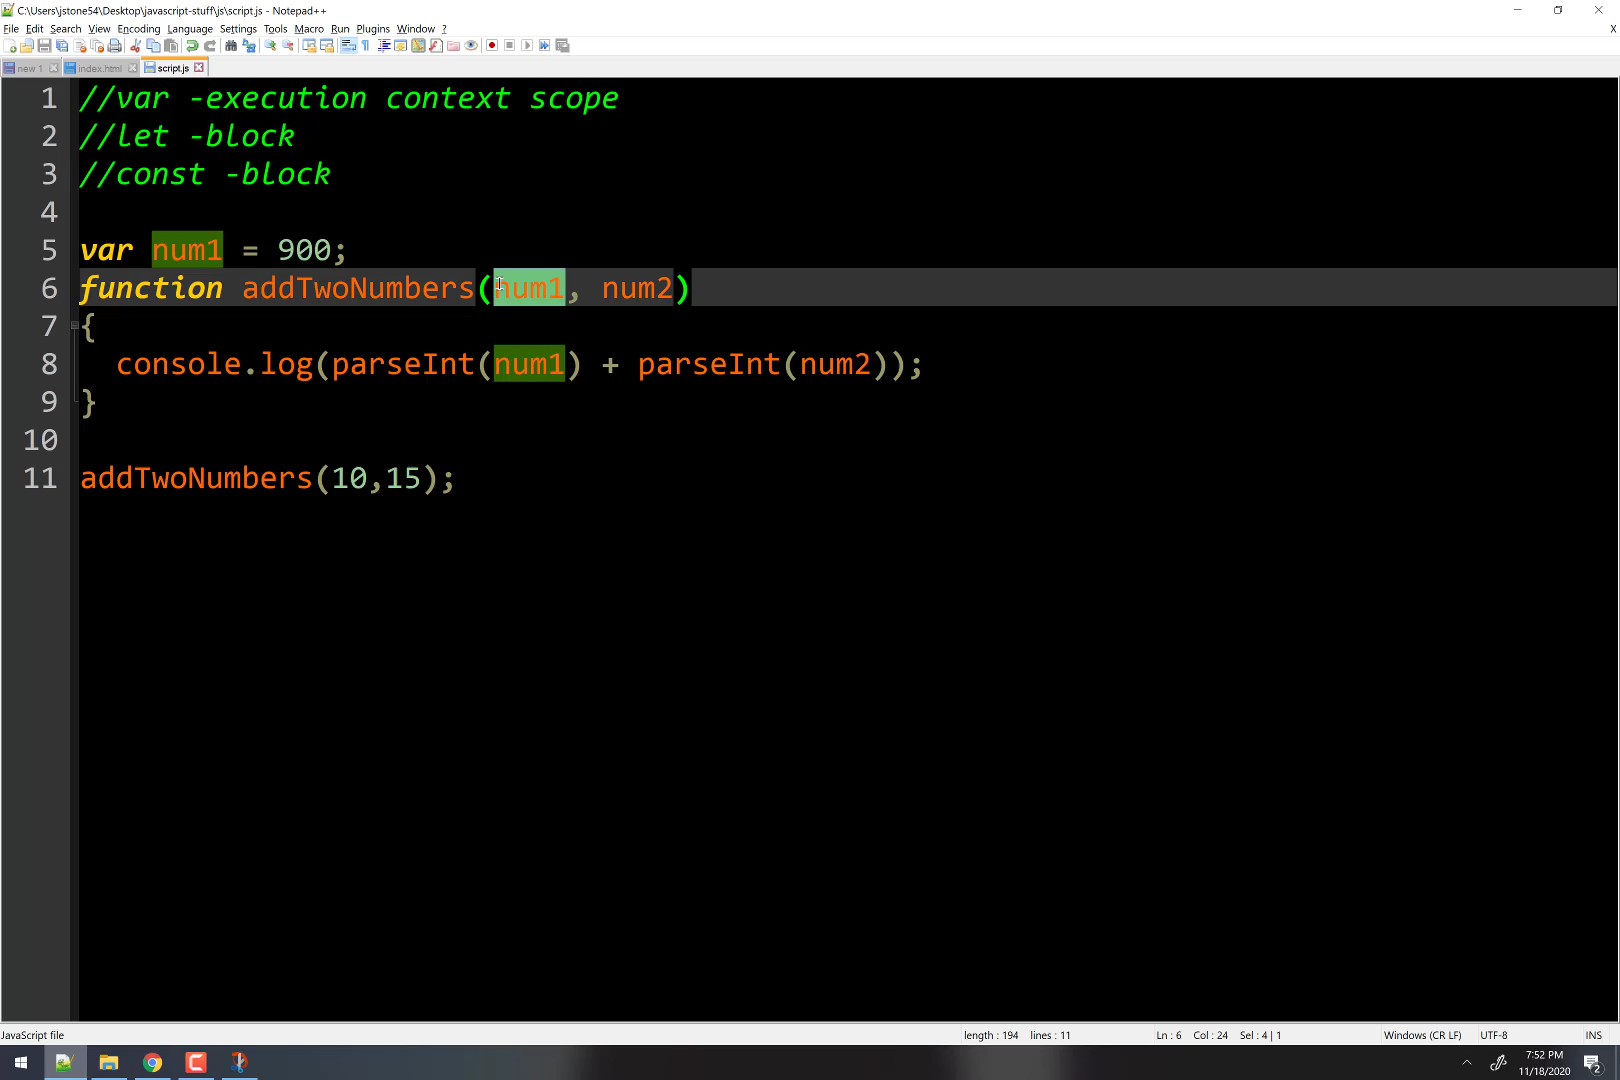 C:\Users\jstone54\Desktop\javascript-stuff\js\script.js - Notepad++
File Edit Search View Encoding Language Settings Tools Macro Run Plugins Window ? X
new 1 index.html script.js
1 //var -execution context scope
2 //let -block
3 //const -block
4
5 var num1 = 900;
6 function addTwoNumbers(num1, num2)
7 {
8 console.log(parseInt(num1) + parseInt(num2));
9 }
10
11 addTwoNumbers(10,15);
JavaScript file length : 194 lines : 11 Ln : 6 Col : 24 Sel : 4 | 1 Windows (CR LF) UTF-8 INS
7:52 PM
11/18/2020
2